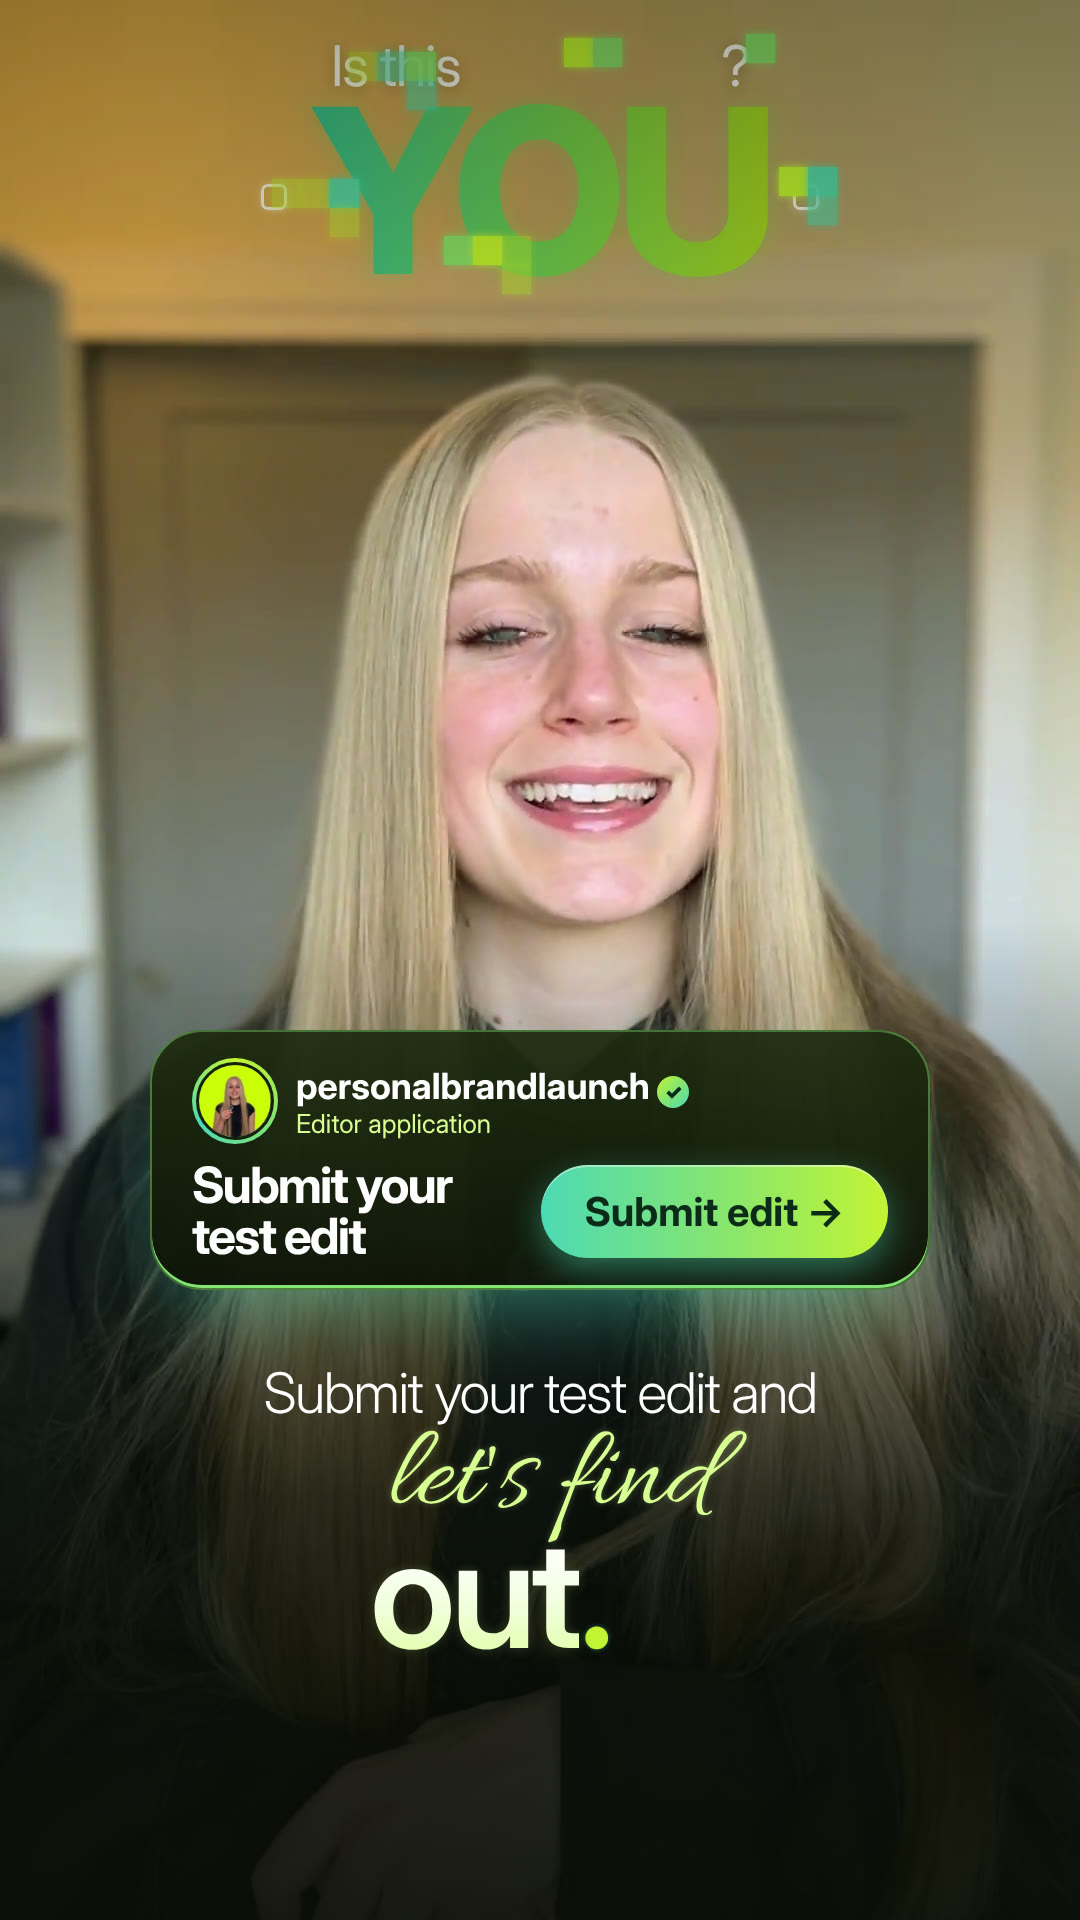 Is this ?
YOU
personalbrandlaunch
Editor application
Submit your
test edit
Submit edit →
Submit your test edit and
let's find
out.